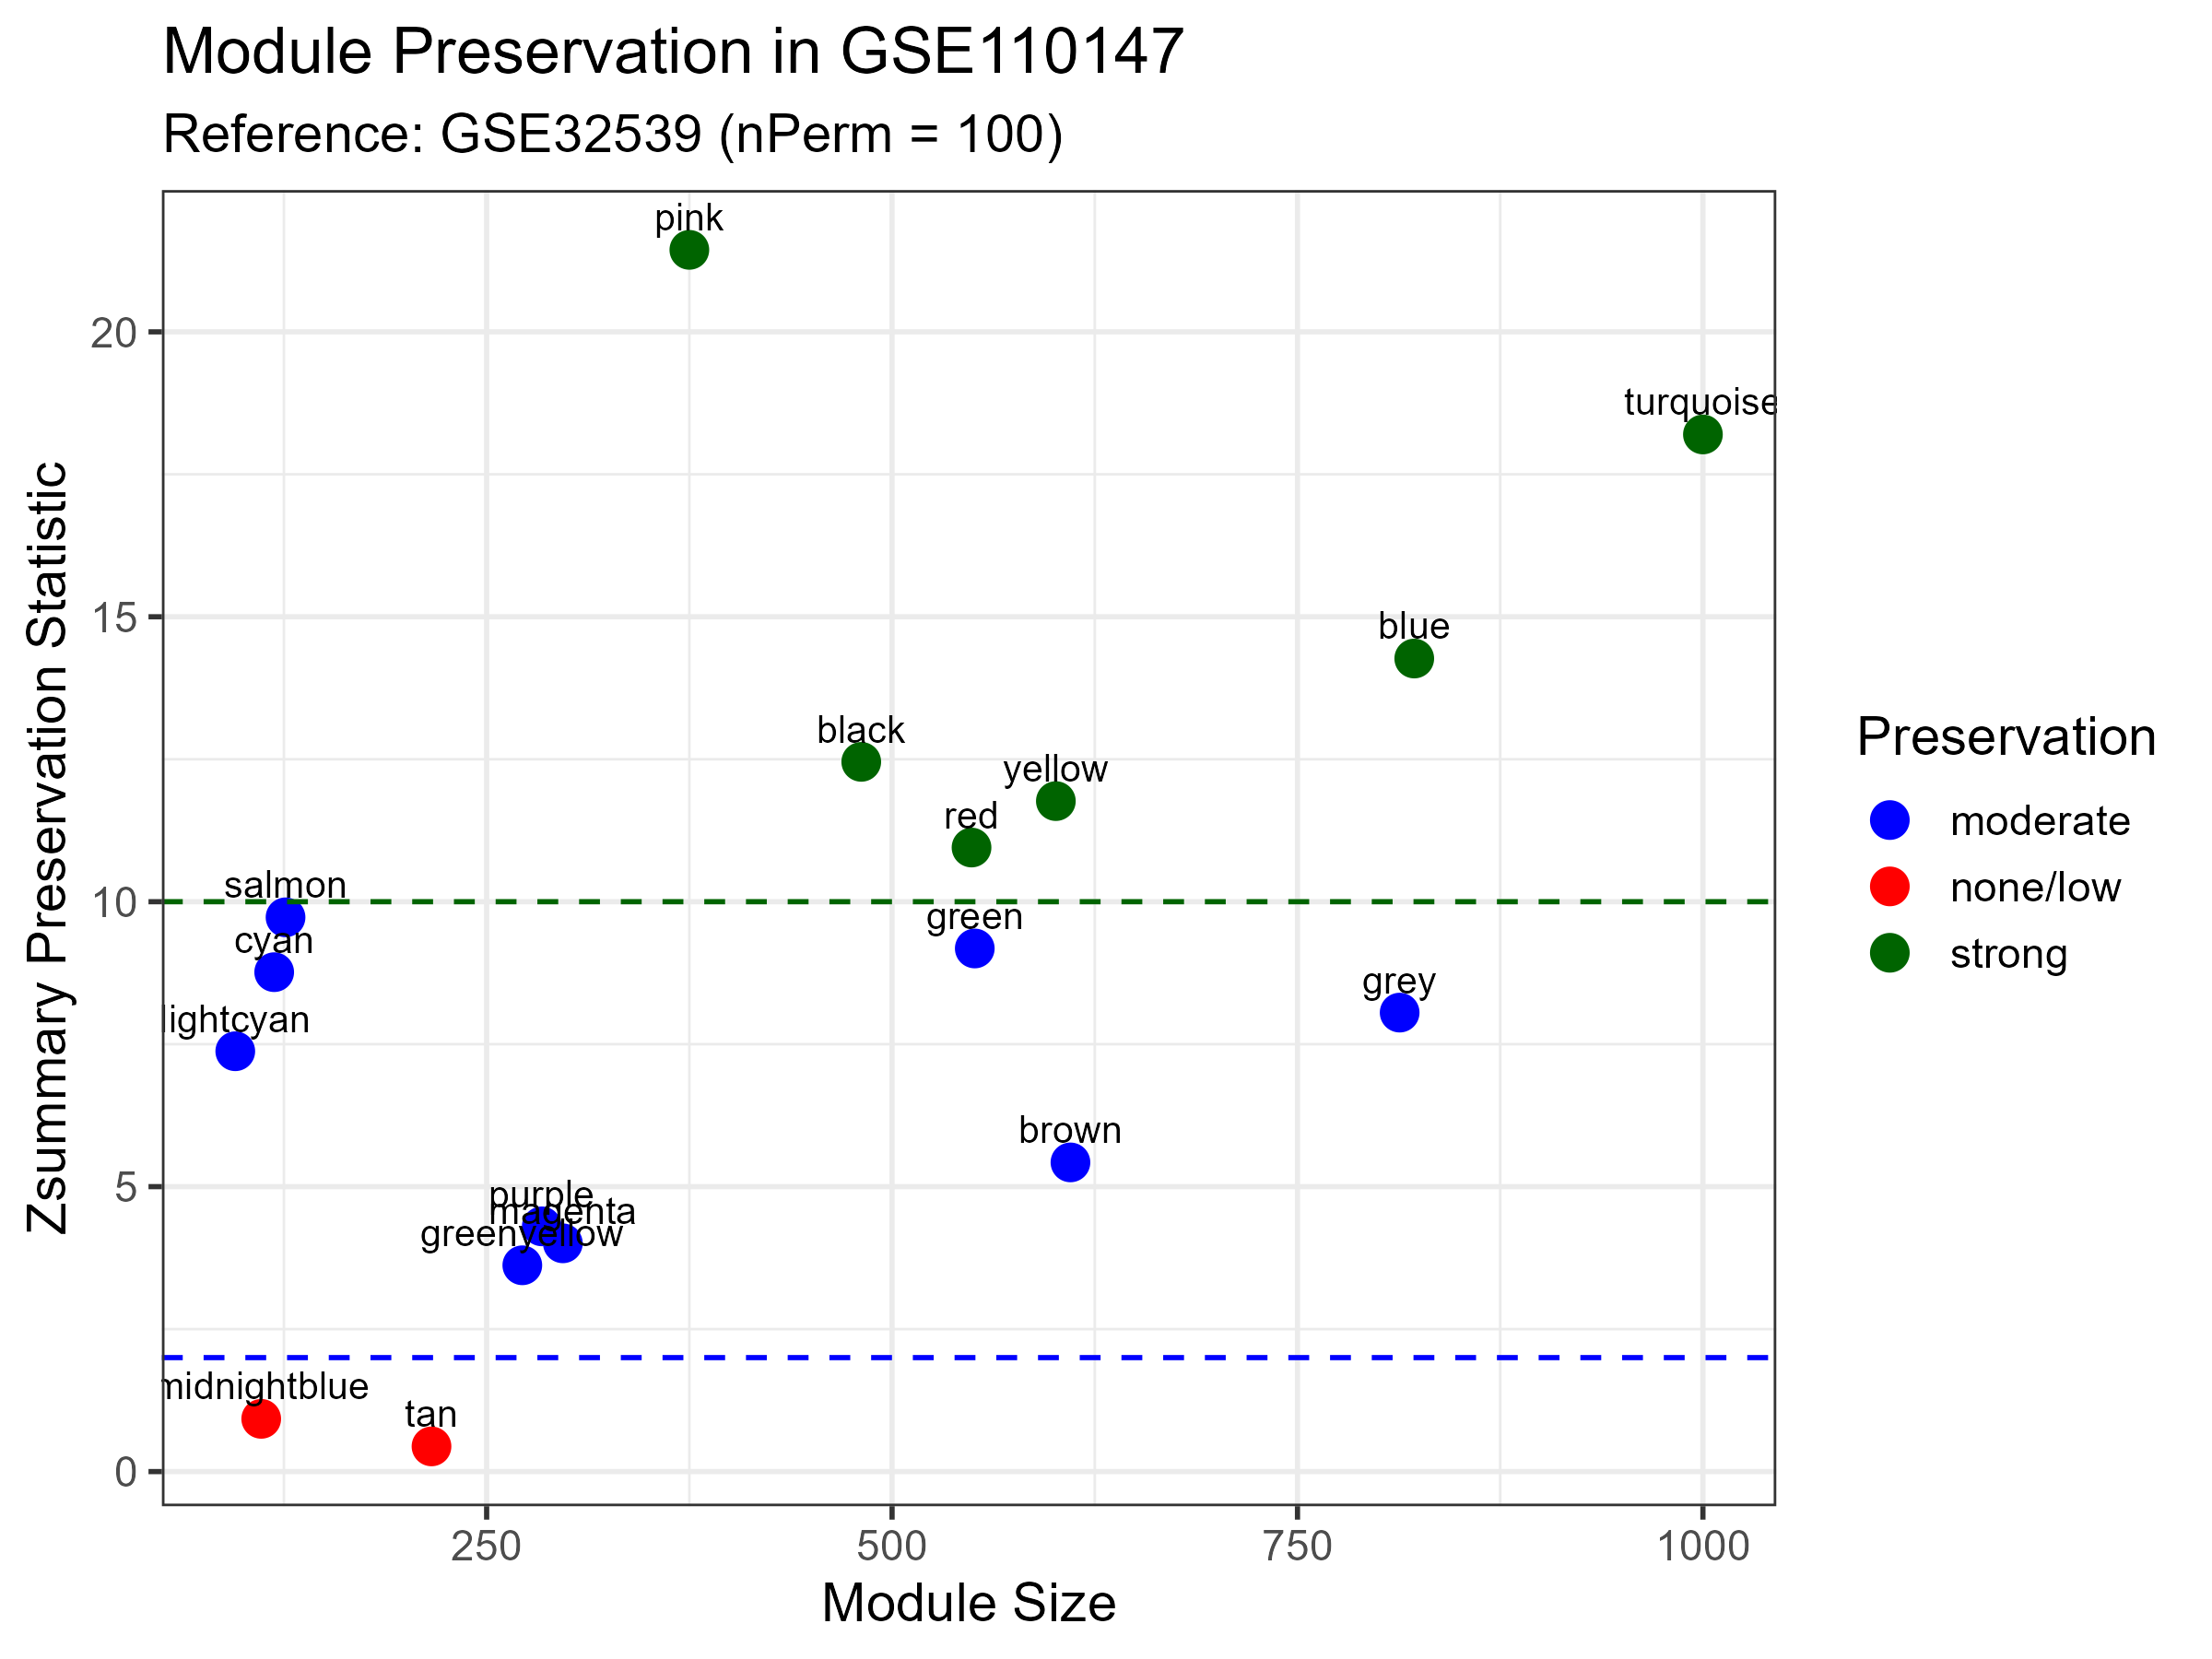 Module Preservation in GSE110147
Reference: GSE32539 (nPerm = 100)
Zsummary Preservation Statistic
20
15
10
5
0
pink
turquoise
blue
black
yellow
red
salmon
green
cyan
grey
lightcyan
brown
purple
magenta
greenyellow
midnightblue
tan
250
500
750
1000
Module Size
Preservation
moderate
none/low
strong